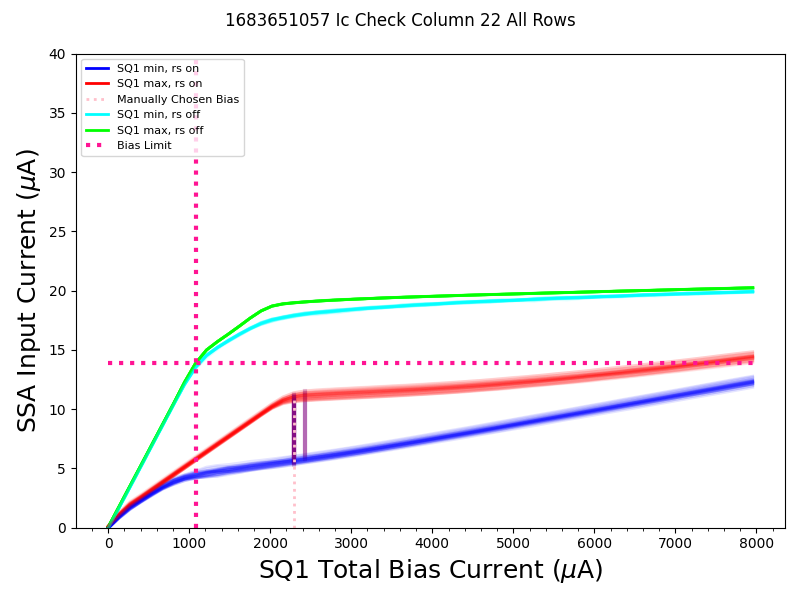 1683651057 Ic Check Column 22 All Rows
40
35
30
25
20
15
10
5
0
SSA Input Current (μA)
SQ1 min, rs on
SQ1 max, rs on
Manually Chosen Bias
SQ1 min, rs off
SQ1 max, rs off
Bias Limit
0 1000 2000 3000 4000 5000 6000 7000 8000
SQ1 Total Bias Current (μA)